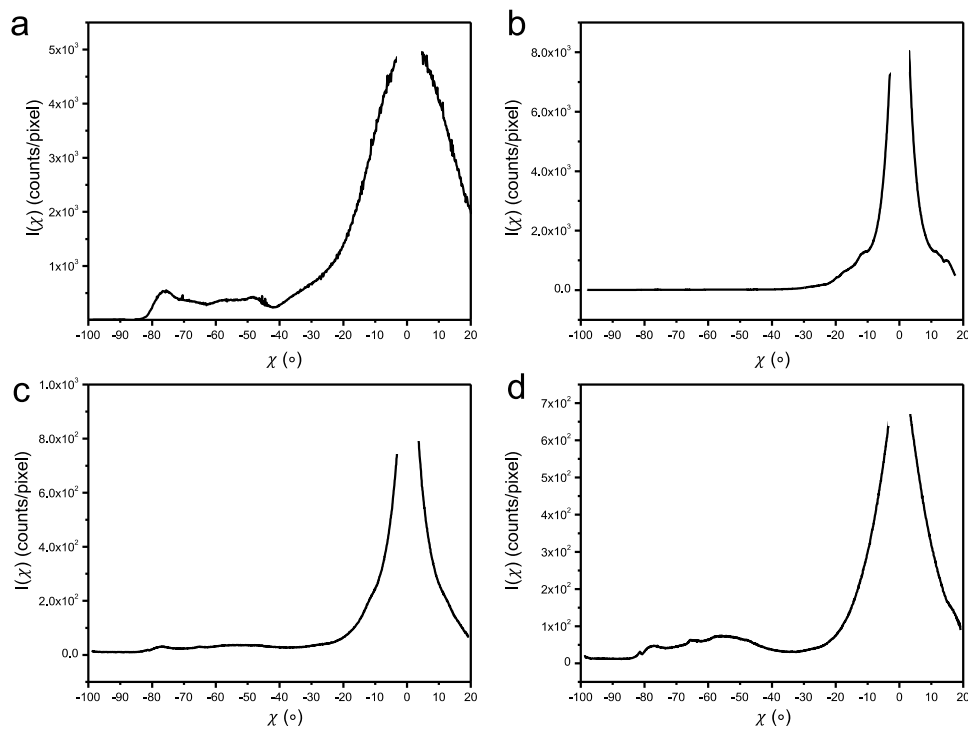 a
I(χ) (counts/pixel)
5x10³
4x10³
3x10³
2x10³
1x10³
-100 -90 -80 -70 -60 -50 -40 -30 -20 -10 0 10 20
χ (∘)
b
I(χ) (counts/pixel)
8.0x10³
6.0x10³
4.0x10³
2.0x10³
0.0
-100 -90 -80 -70 -60 -50 -40 -30 -20 -10 0 10 20
χ (∘)
c
I(χ) (counts/pixel)
1.0x10³
8.0x10²
6.0x10²
4.0x10²
2.0x10²
0.0
-100 -90 -80 -70 -60 -50 -40 -30 -20 -10 0 10 20
χ (∘)
d
I(χ) (counts/pixel)
7x10²
6x10²
5x10²
4x10²
3x10²
2x10²
1x10²
0
-100 -90 -80 -70 -60 -50 -40 -30 -20 -10 0 10 20
χ (∘)